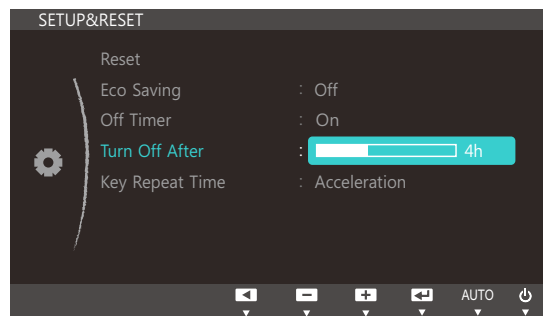 SETUP&RESET
Reset
Eco Saving : Off
Off Timer : On
Turn Off After : 4h
Key Repeat Time : Acceleration
AUTO